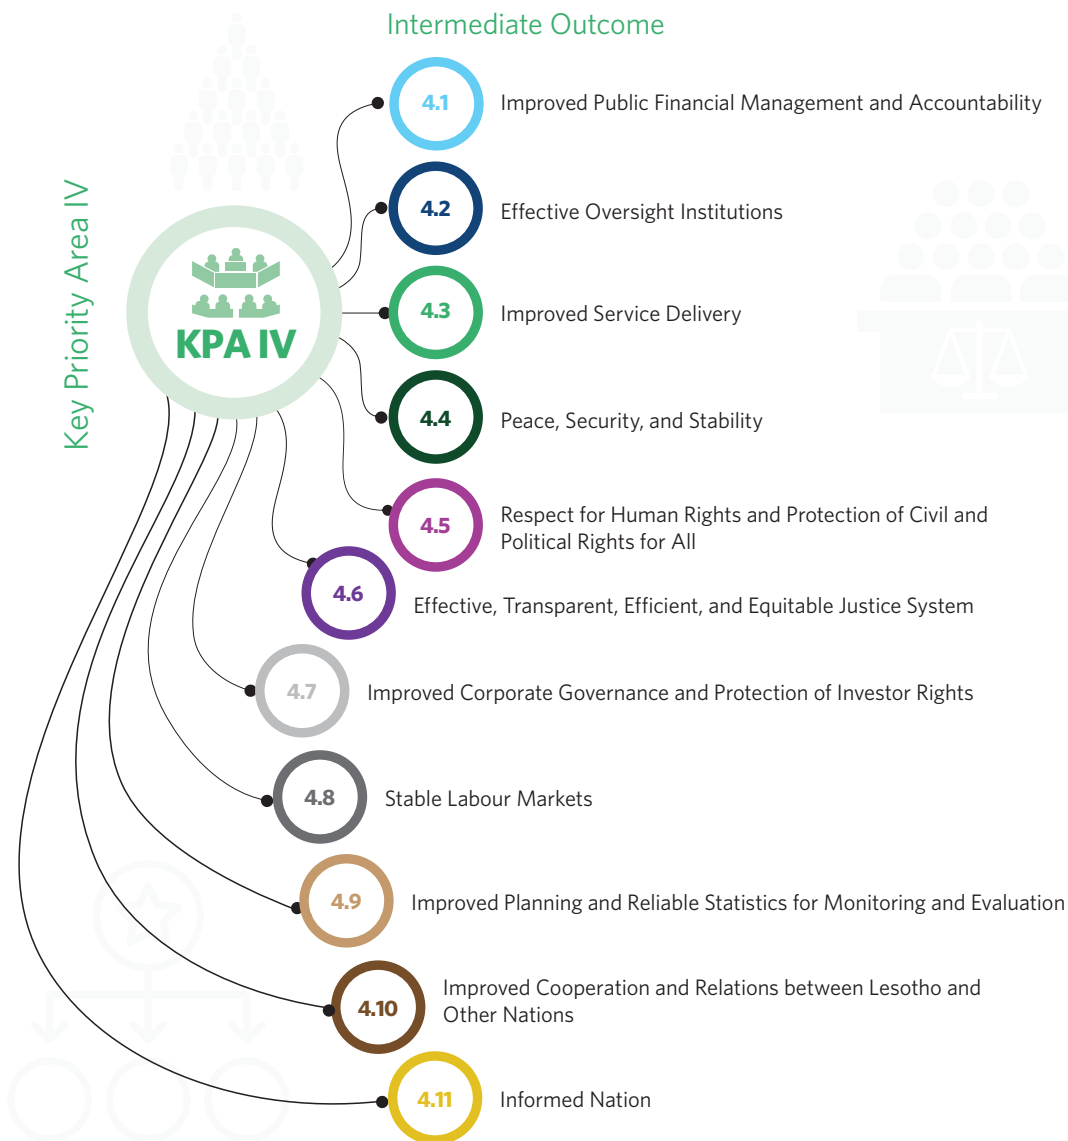 Intermediate Outcome
Key Priority Area IV
KPA IV
4.1
Improved Public Financial Management and Accountability
4.2
Effective Oversight Institutions
4.3
Improved Service Delivery
4.4
Peace, Security, and Stability
4.5
Respect for Human Rights and Protection of Civil and
Political Rights for All
4.6
Effective, Transparent, Efficient, and Equitable Justice System
4.7
Improved Corporate Governance and Protection of Investor Rights
4.8
Stable Labour Markets
4.9
Improved Planning and Reliable Statistics for Monitoring and Evaluation
4.10
Improved Cooperation and Relations between Lesotho and
Other Nations
4.11
Informed Nation